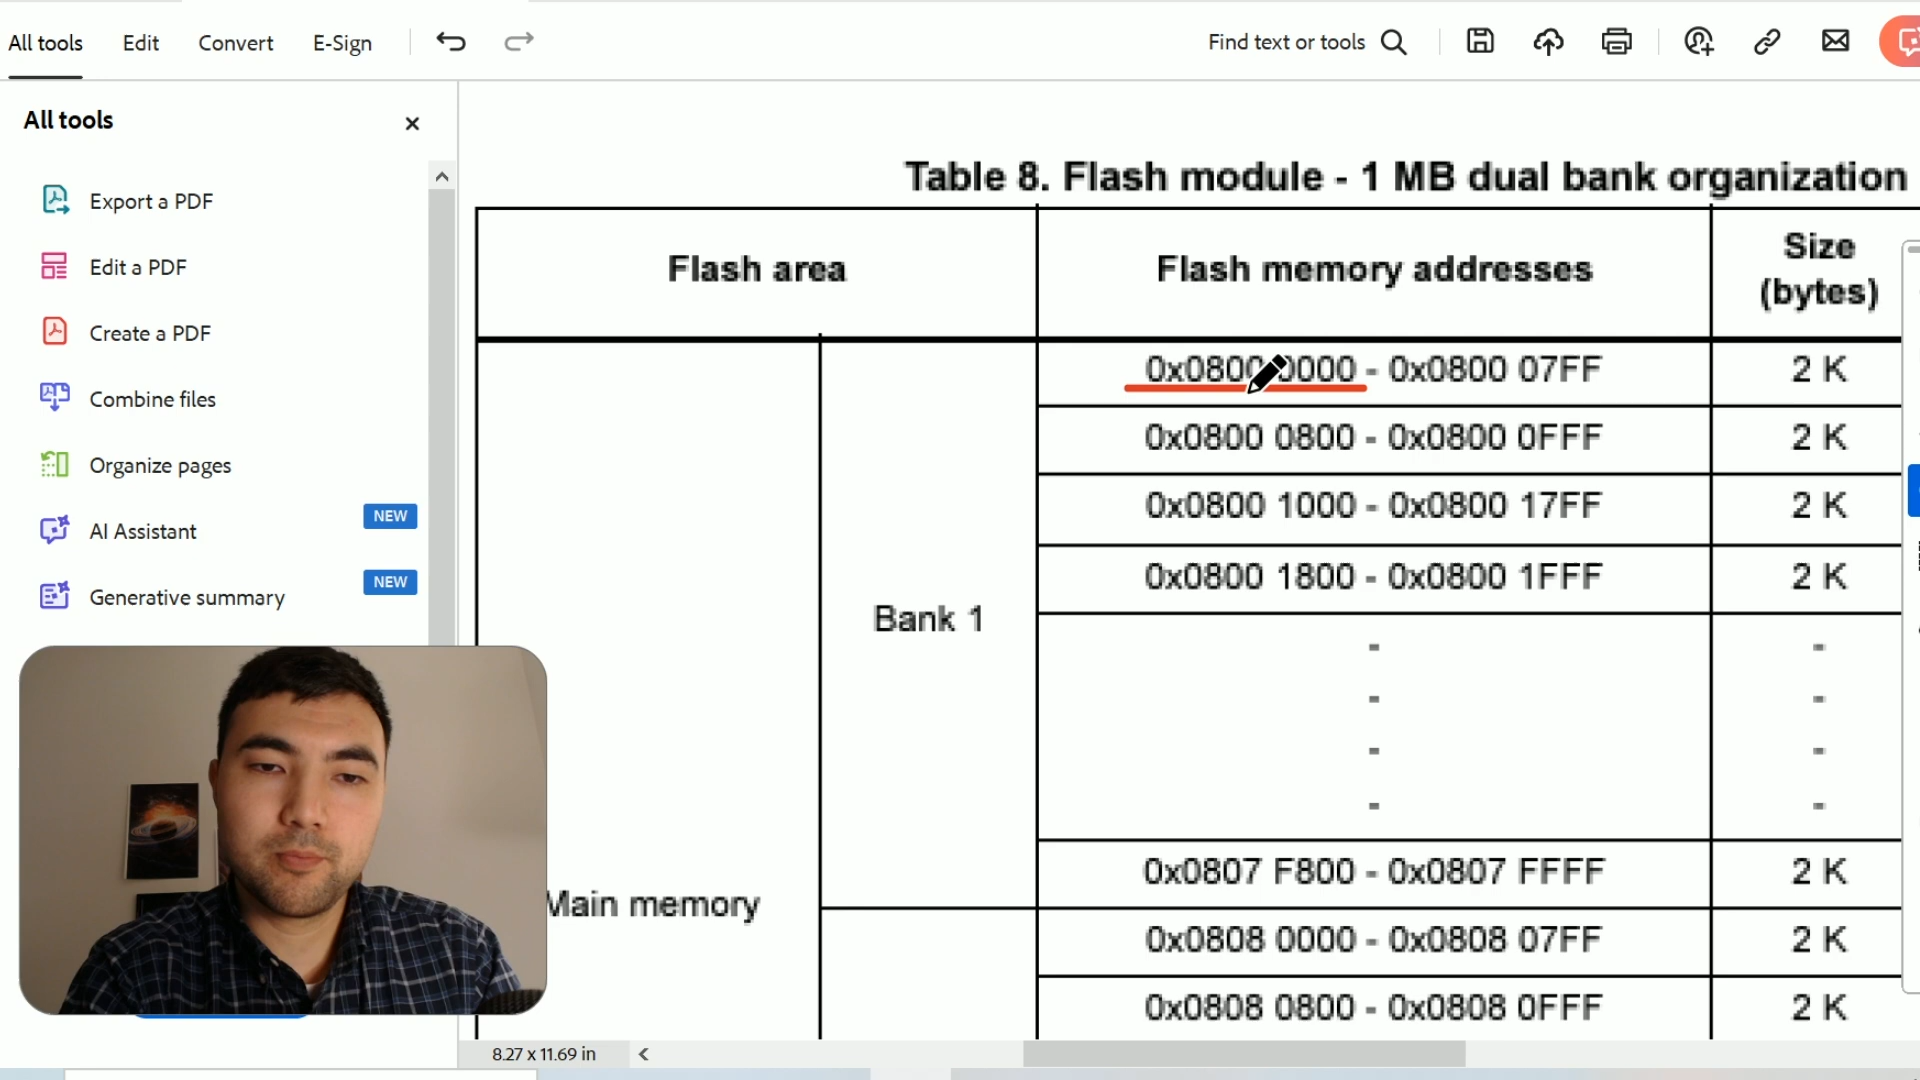 All tools
Edit
Convert
E-Sign
Find text or tools
All tools
Export a PDF
Edit a PDF
Create a PDF
Combine files
Organize pages
AI Assistant
NEW
Generative summary
NEW
Table 8. Flash module - 1 MB dual bank organization
Flash area
Flash memory addresses
Size
(bytes)
Main memory
Bank 1
0x0800 0000 - 0x0800 07FF
2 K
0x0800 0800 - 0x0800 0FFF
2 K
0x0800 1000 - 0x0800 17FF
2 K
0x0800 1800 - 0x0800 1FFF
2 K
- -
- -
- -
- -
0x0807 F800 - 0x0807 FFFF
2 K
0x0808 0000 - 0x0808 07FF
2 K
0x0808 0800 - 0x0808 0FFF
2 K
8.27 x 11.69 in